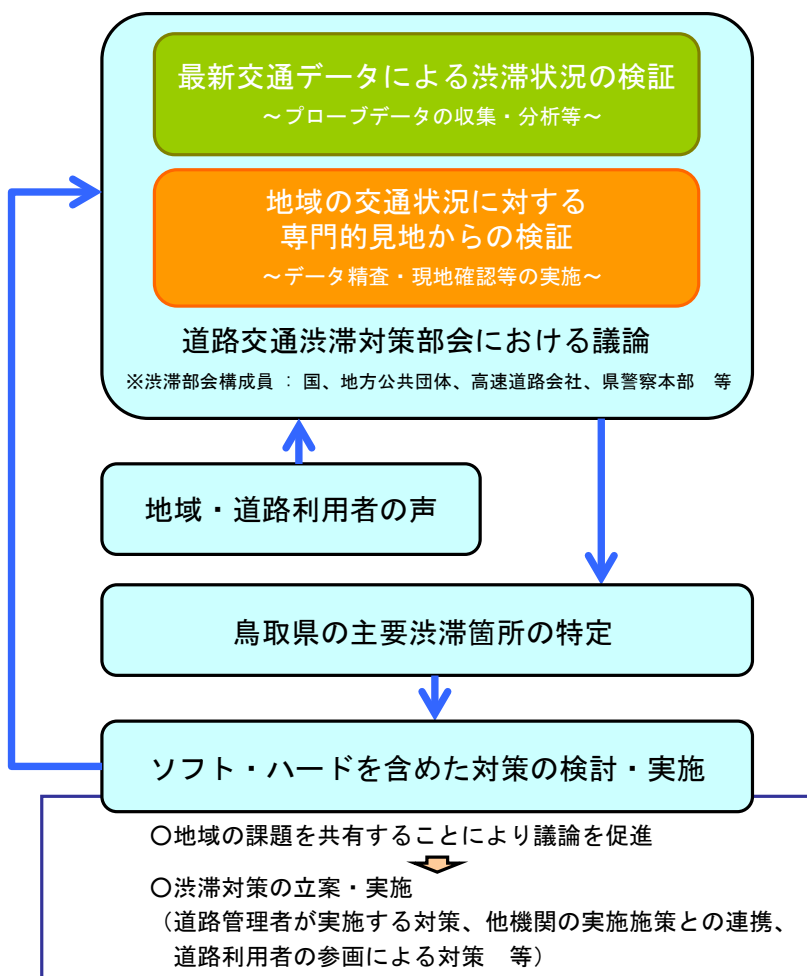 最新交通データによる渋滞状況の検証
～プローブデータの収集・分析等～
地域の交通状況に対する
専門的見地からの検証
～データ精査・現地確認等の実施～
道路交通渋滞対策部会における議論
※渋滞部会構成員 ： 国、地方公共団体、高速道路会社、県警察本部　等
地域・道路利用者の声
鳥取県の主要渋滞箇所の特定
ソフト・ハードを含めた対策の検討・実施
〇地域の課題を共有することにより議論を促進
〇渋滞対策の立案・実施
（道路管理者が実施する対策、他機関の実施施策との連携、
道路利用者の参画による対策　等）